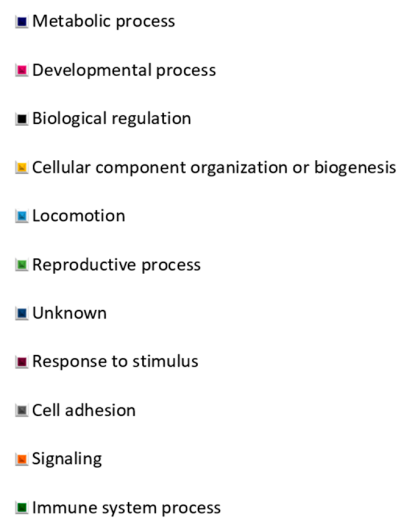 Metabolic process
Developmental process
Biological regulation
Cellular component organization or biogenesis
Locomotion
Reproductive process
Unknown
Response to stimulus
Cell adhesion
Signaling
Immune system process